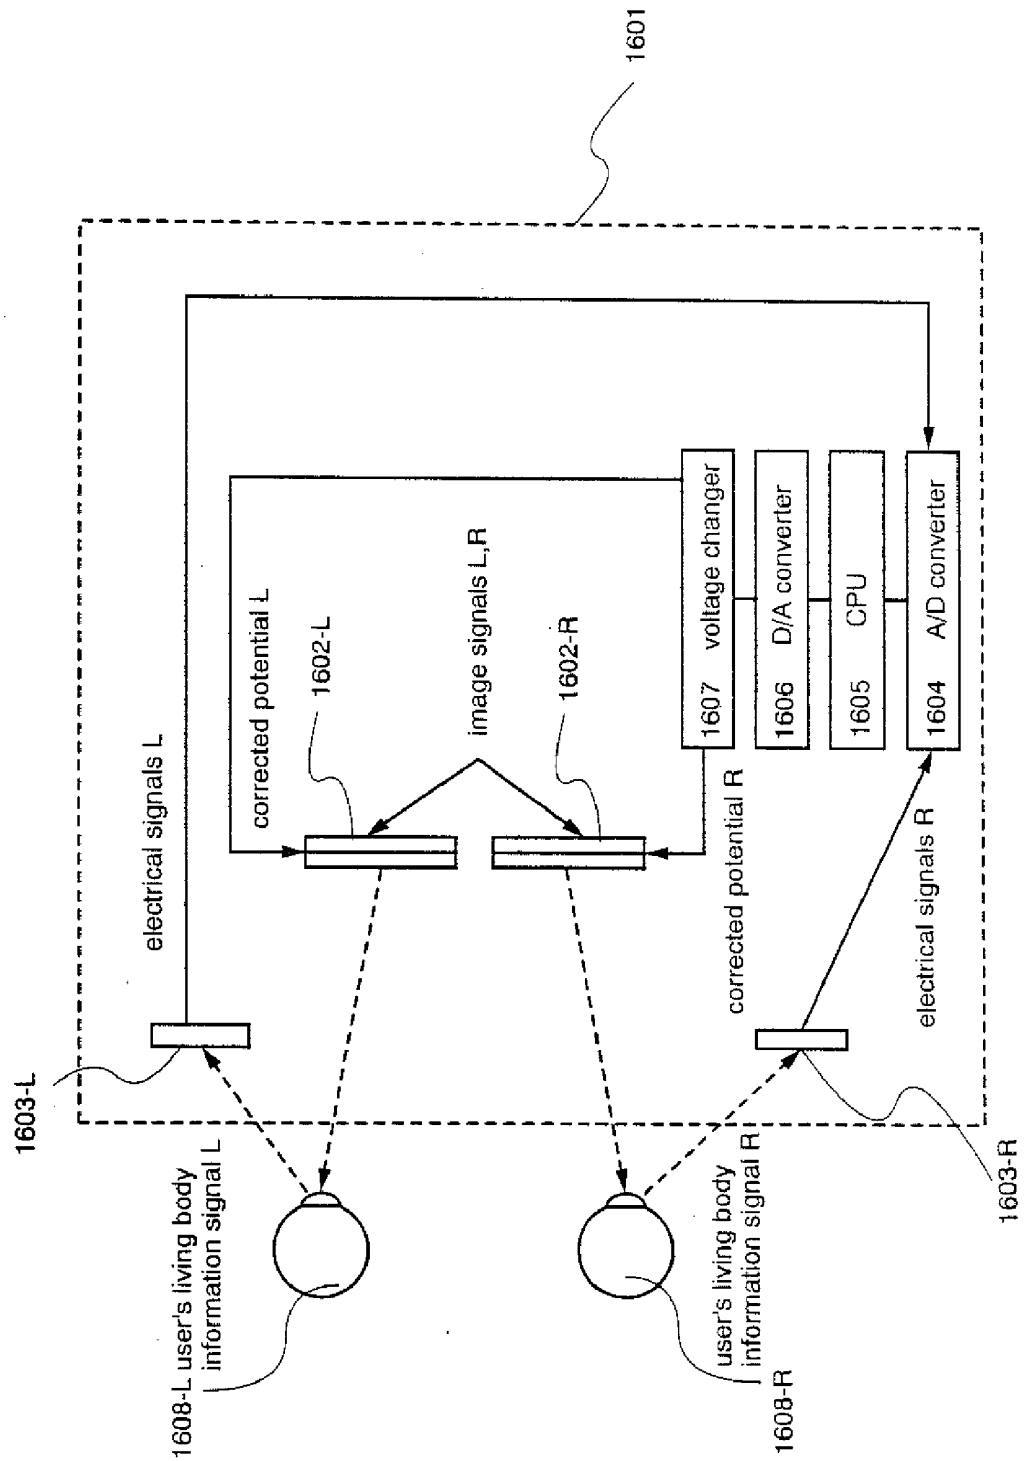 1601
electrical signals L
corrected potential L
1602-L
image signals L,R
1602-R
1607 voltage changer
1606 D/A converter
1605 CPU
1604 A/D converter
corrected potential R
electrical signals R
1603-L
1603-R
user's living body
information signal L
1608-L
user's living body
information signal R
1608-R